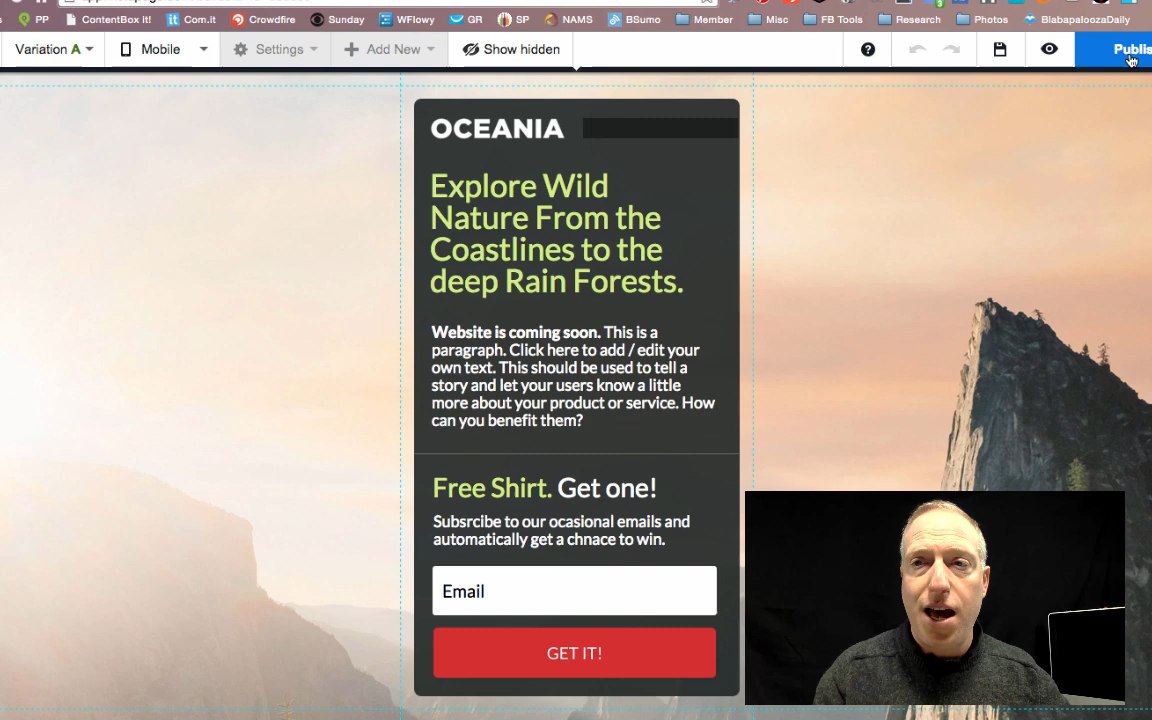 PP ContentBox it! Com.it Crowdfire Sunday WFlowy GR SP NAMS BSumo Member Misc FB Tools Research Photos BlabapaloozaDaily
Variation A Mobile Settings Add New Show hidden Publis
OCEANIA
Explore Wild
Nature From the
Coastlines to the
deep Rain Forests.
Website is coming soon. This is a
paragraph. Click here to add / edit your
own text. This should be used to tell a
story and let your users know a little
more about your product or service. How
can you benefit them?
Free Shirt. Get one!
Subsrcibe to our ocasional emails and
automatically get a chnace to win.
Email
GET IT!